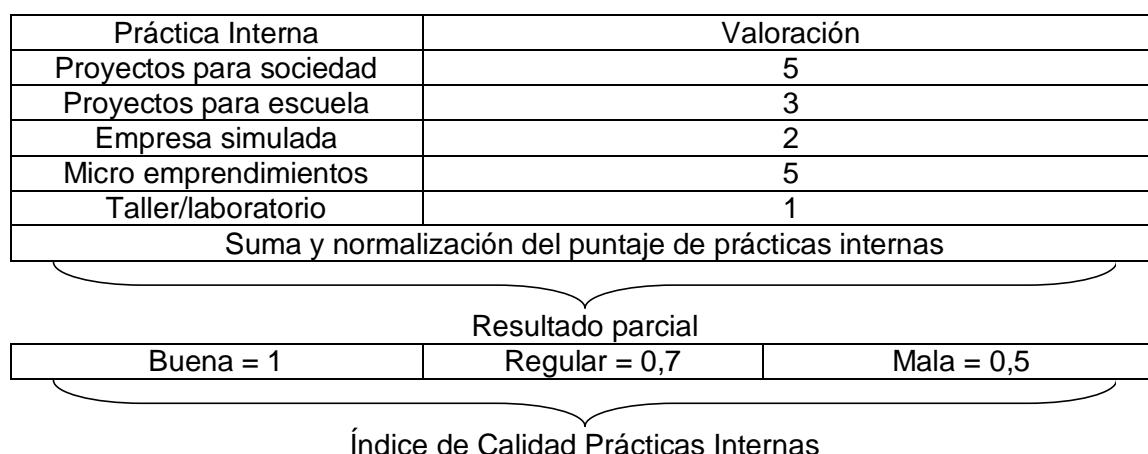 Práctica Interna Valoración
Proyectos para sociedad 5
Proyectos para escuela 3
Empresa simulada 2
Micro emprendimientos 5
Taller/laboratorio 1
Suma y normalización del puntaje de prácticas internas
Resultado parcial
Buena = 1 Regular = 0,7 Mala = 0,5
Índice de Calidad Prácticas Internas